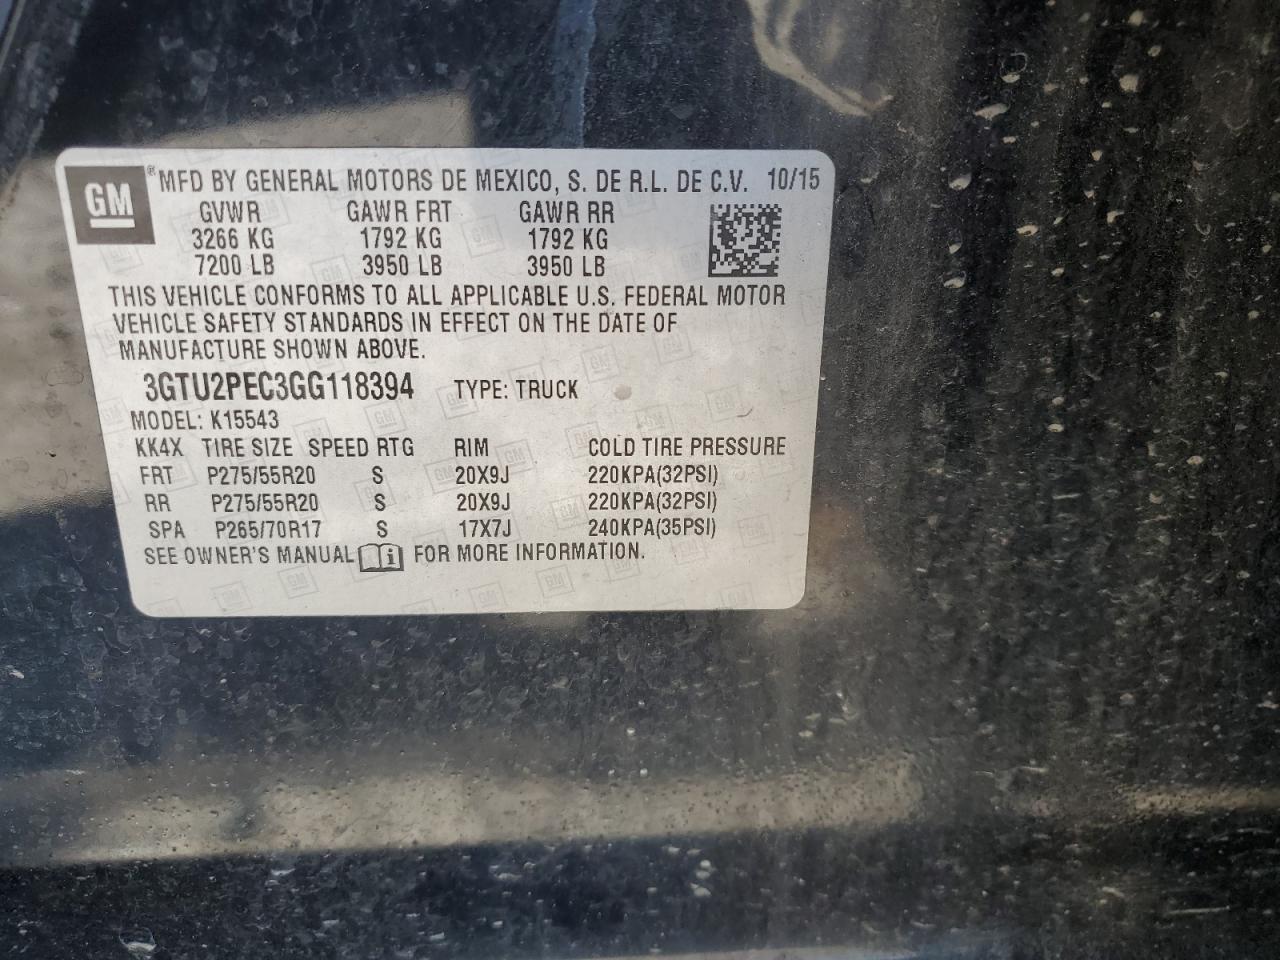 GM ® MFD BY GENERAL MOTORS DE MEXICO, S. DE R.L. DE C.V. 10/15
GVWR GAWR FRT GAWR RR
3266 KG 1792 KG 1792 KG
7200 LB 3950 LB 3950 LB
THIS VEHICLE CONFORMS TO ALL APPLICABLE U.S. FEDERAL MOTOR
VEHICLE SAFETY STANDARDS IN EFFECT ON THE DATE OF
MANUFACTURE SHOWN ABOVE.
3GTU2PEC3GG118394 TYPE: TRUCK
MODEL: K15543
KK4X TIRE SIZE SPEED RTG RIM COLD TIRE PRESSURE
FRT P275/55R20 S 20X9J 220KPA(32PSI)
RR P275/55R20 S 20X9J 220KPA(32PSI)
SPA P265/70R17 S 17X7J 240KPA(35PSI)
SEE OWNER'S MANUAL i FOR MORE INFORMATION.